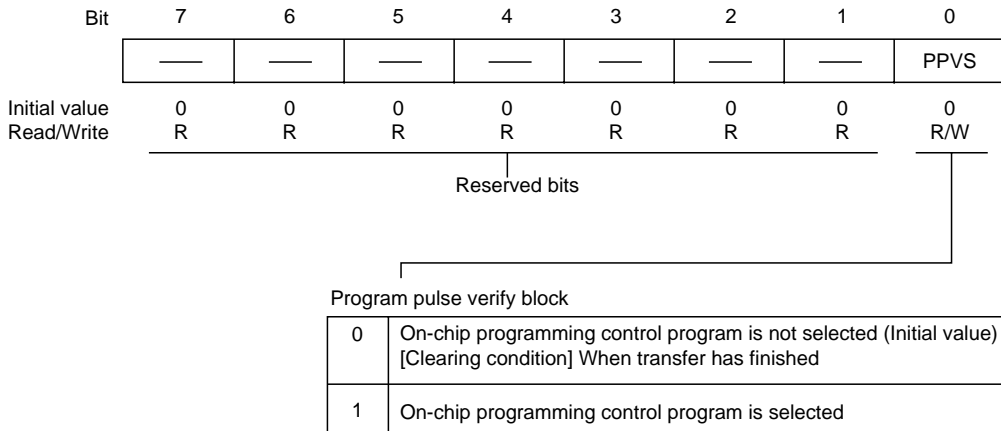 Bit 7 6 5 4 3 2 1 0
— — — — — — — PPVS
Initial value 0 0 0 0 0 0 0 0
Read/Write R R R R R R R R/W
Reserved bits
Program pulse verify block
0 On-chip programming control program is not selected (Initial value)
[Clearing condition] When transfer has finished
1 On-chip programming control program is selected